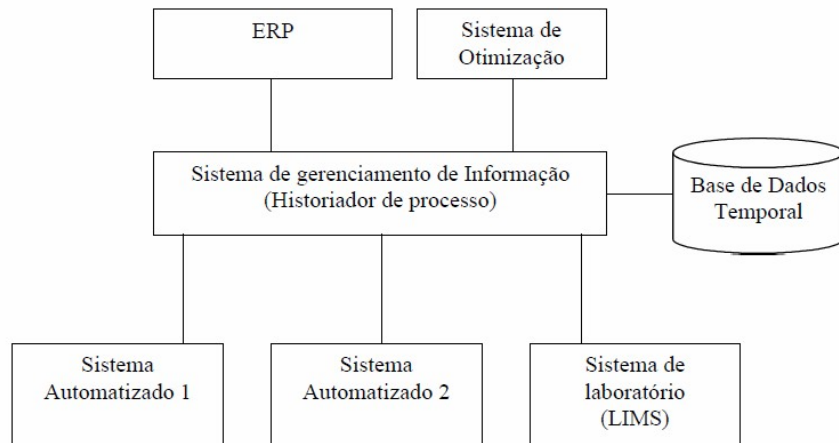 ERP
Sistema de
Otimização
Sistema de gerenciamento de Informação
(Historiador de processo)
Base de Dados
Temporal
Sistema
Automatizado 1
Sistema
Automatizado 2
Sistema de
laboratório
(LIMS)